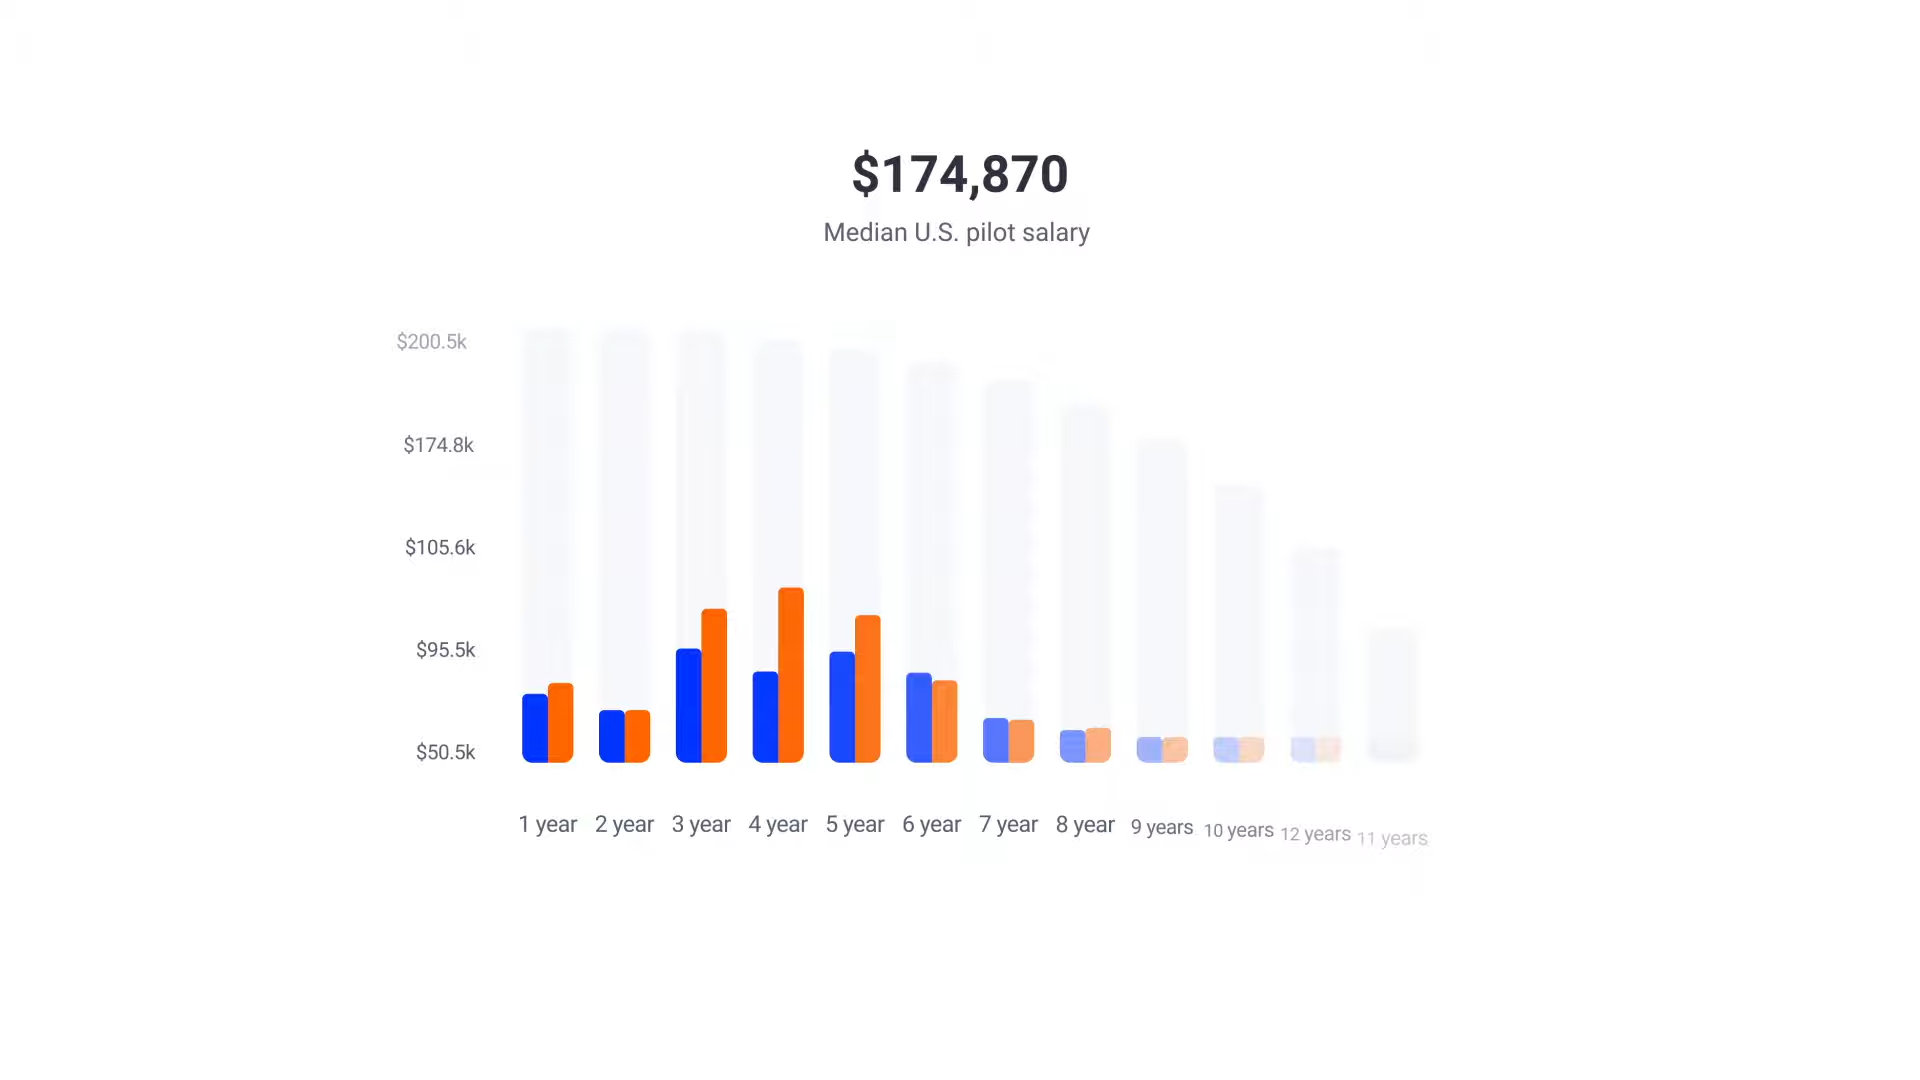 $174,870
Median U.S. pilot salary
$200.5k
$174.8k
$105.6k
$95.5k
$50.5k
1 year 2 year 3 year 4 year 5 year 6 year 7 year 8 year 9 years 10 years 12 years 11 years